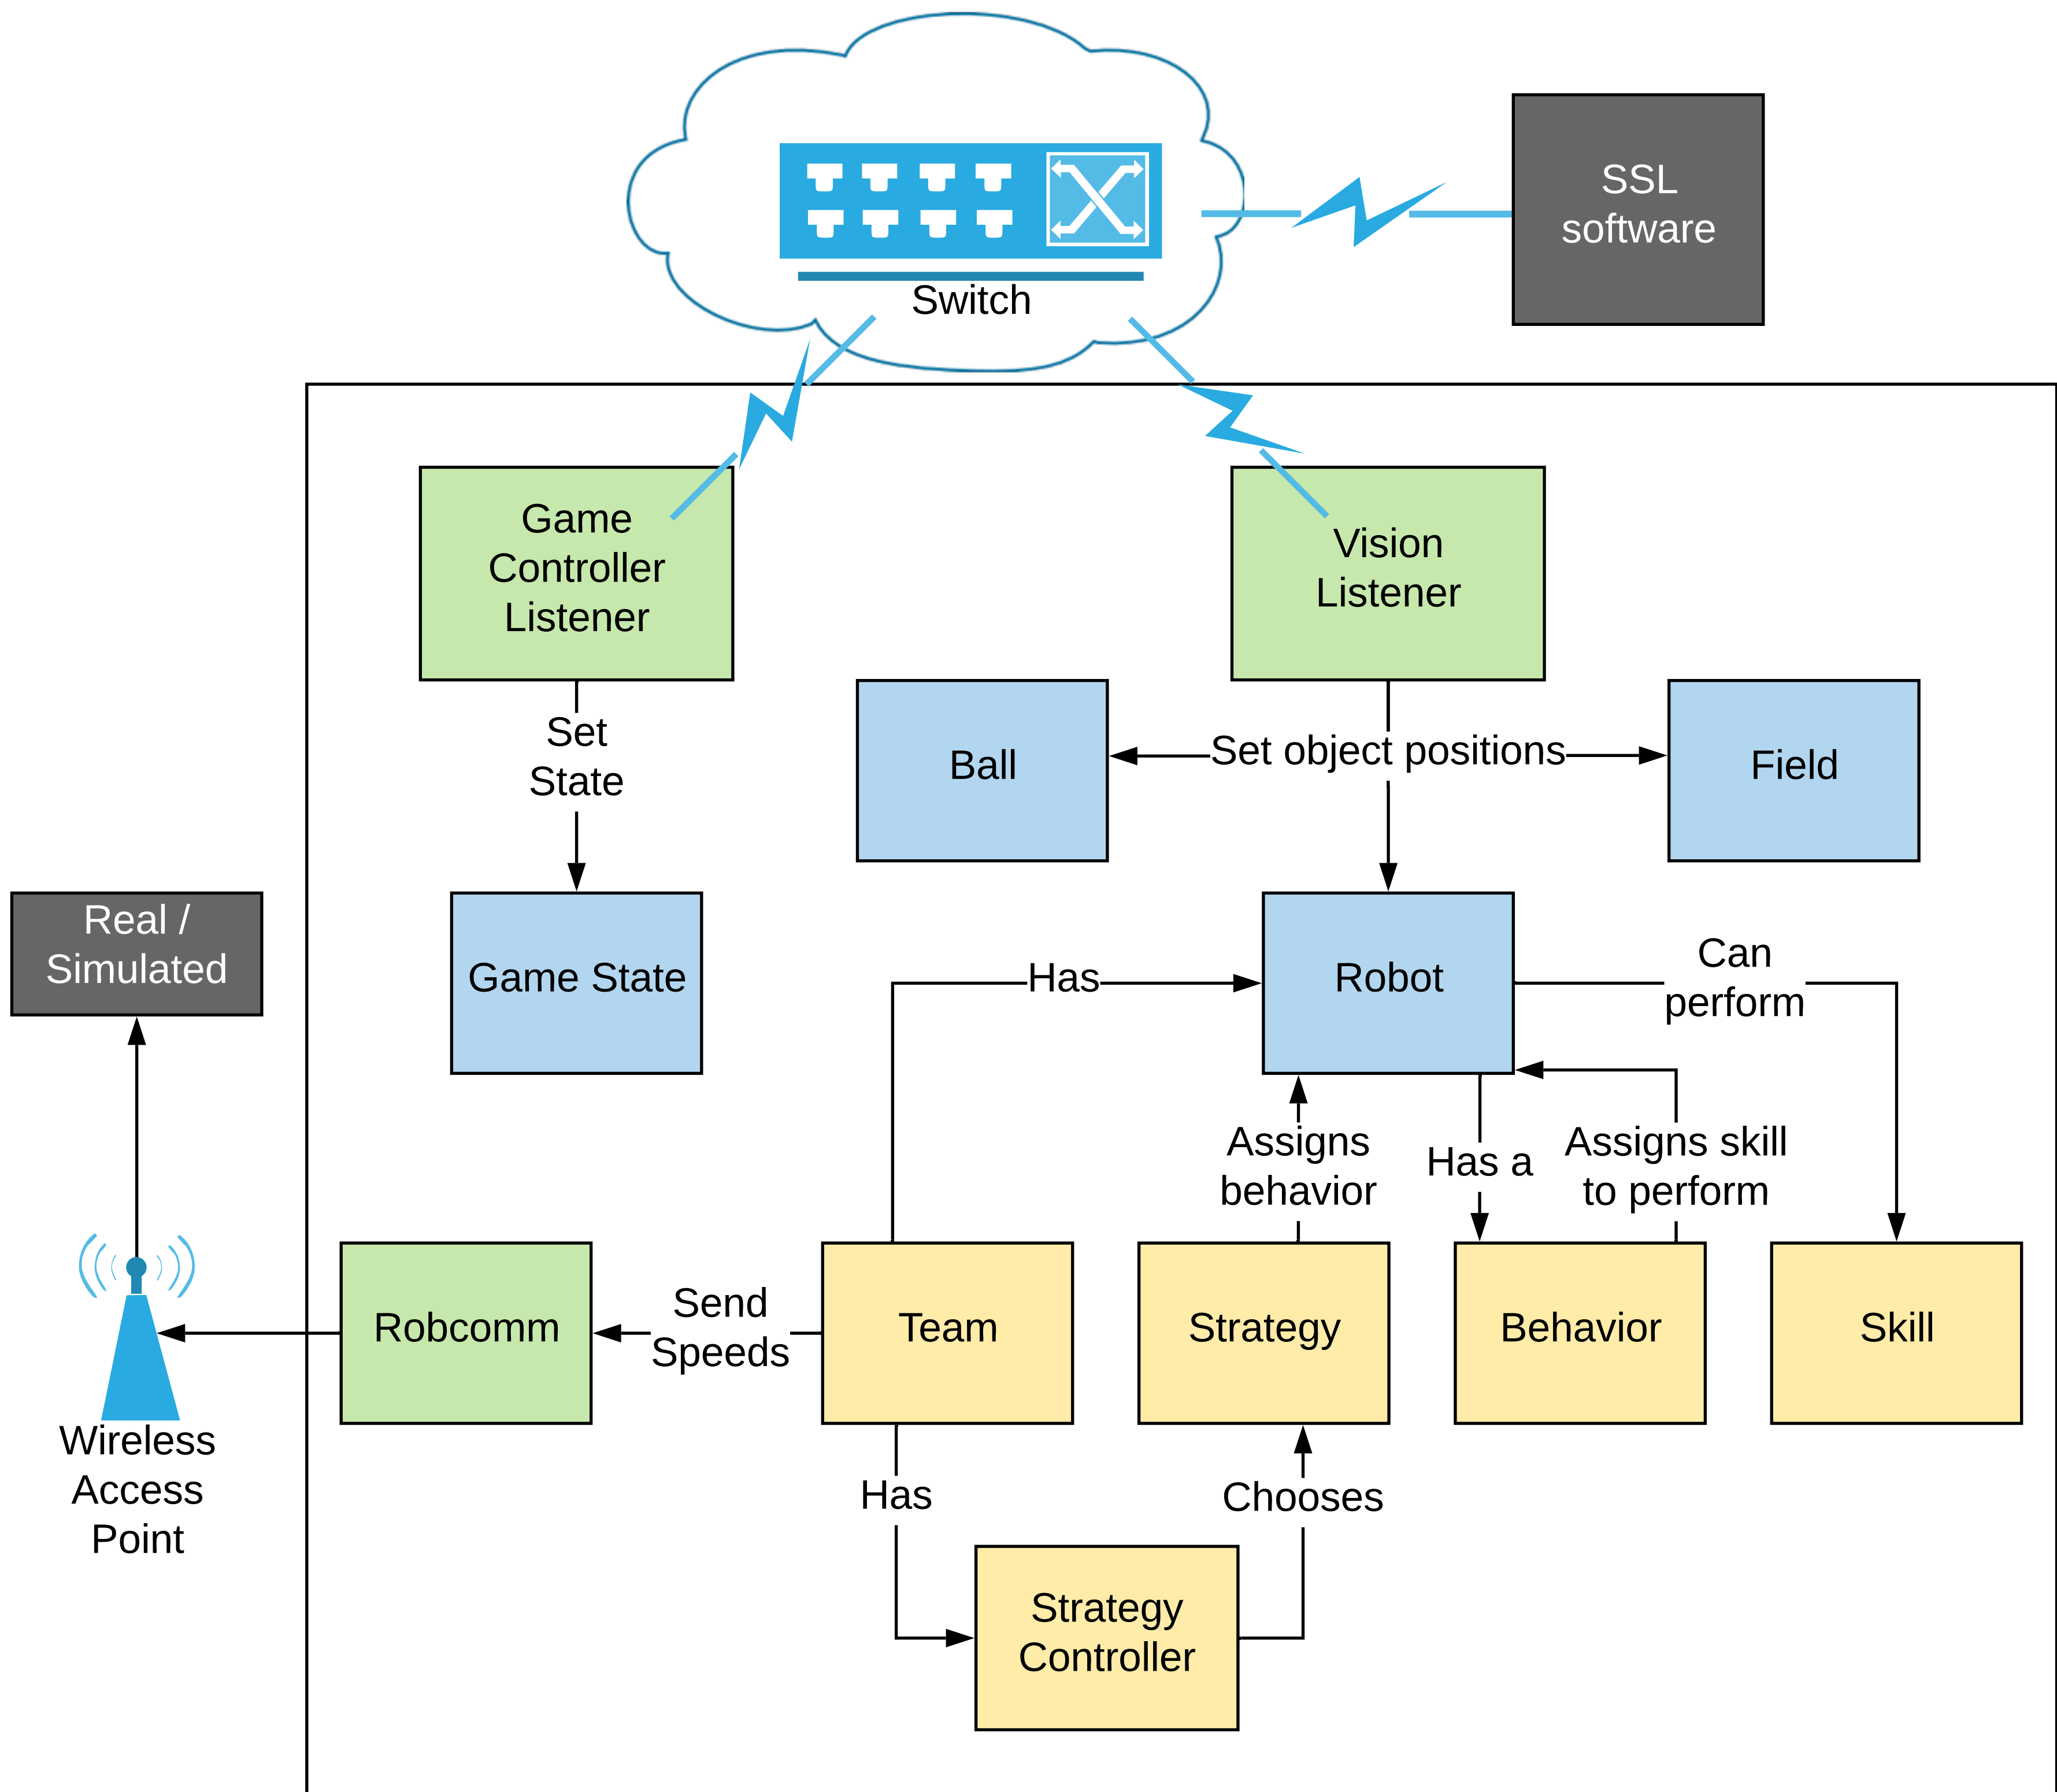 SSL
software
Switch
Game
Controller
Listener
Vision
Listener
Set
State
Ball
Set object positions
Field
Real /
Simulated
Game State
Has
Robot
Can
perform
Assigns
behavior
Has a
Assigns skill
to perform
Robcomm
Send
Speeds
Team
Strategy
Behavior
Skill
Wireless
Access
Point
Has
Chooses
Strategy
Controller